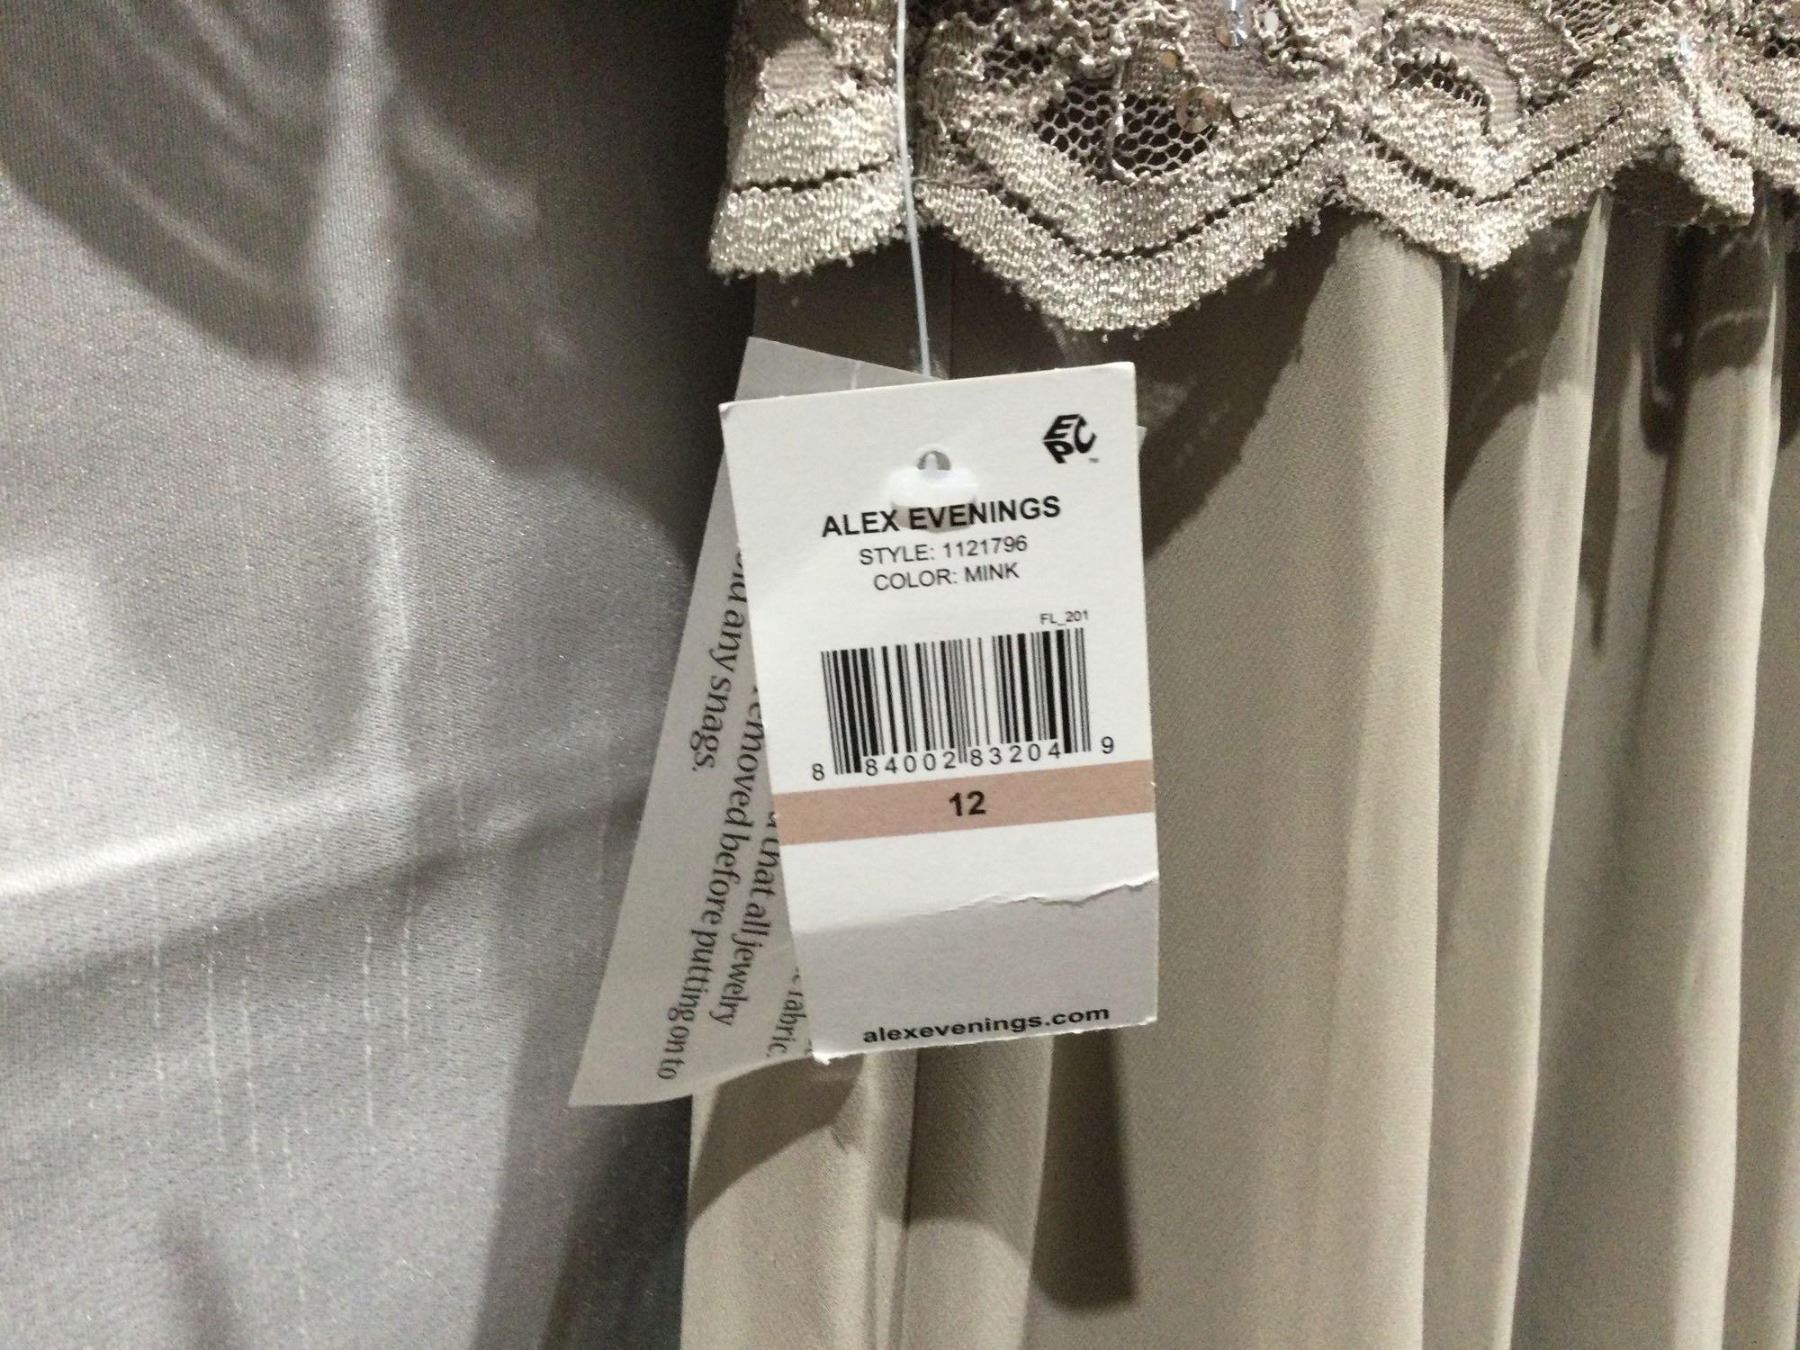 EPC
ALEX EVENINGS
STYLE: 1121796
COLOR: MINK
FL_201
8 84002 83204 9
12
alexevenings.com
fabric.
that all jewelry
removed before putting on to
any snags.